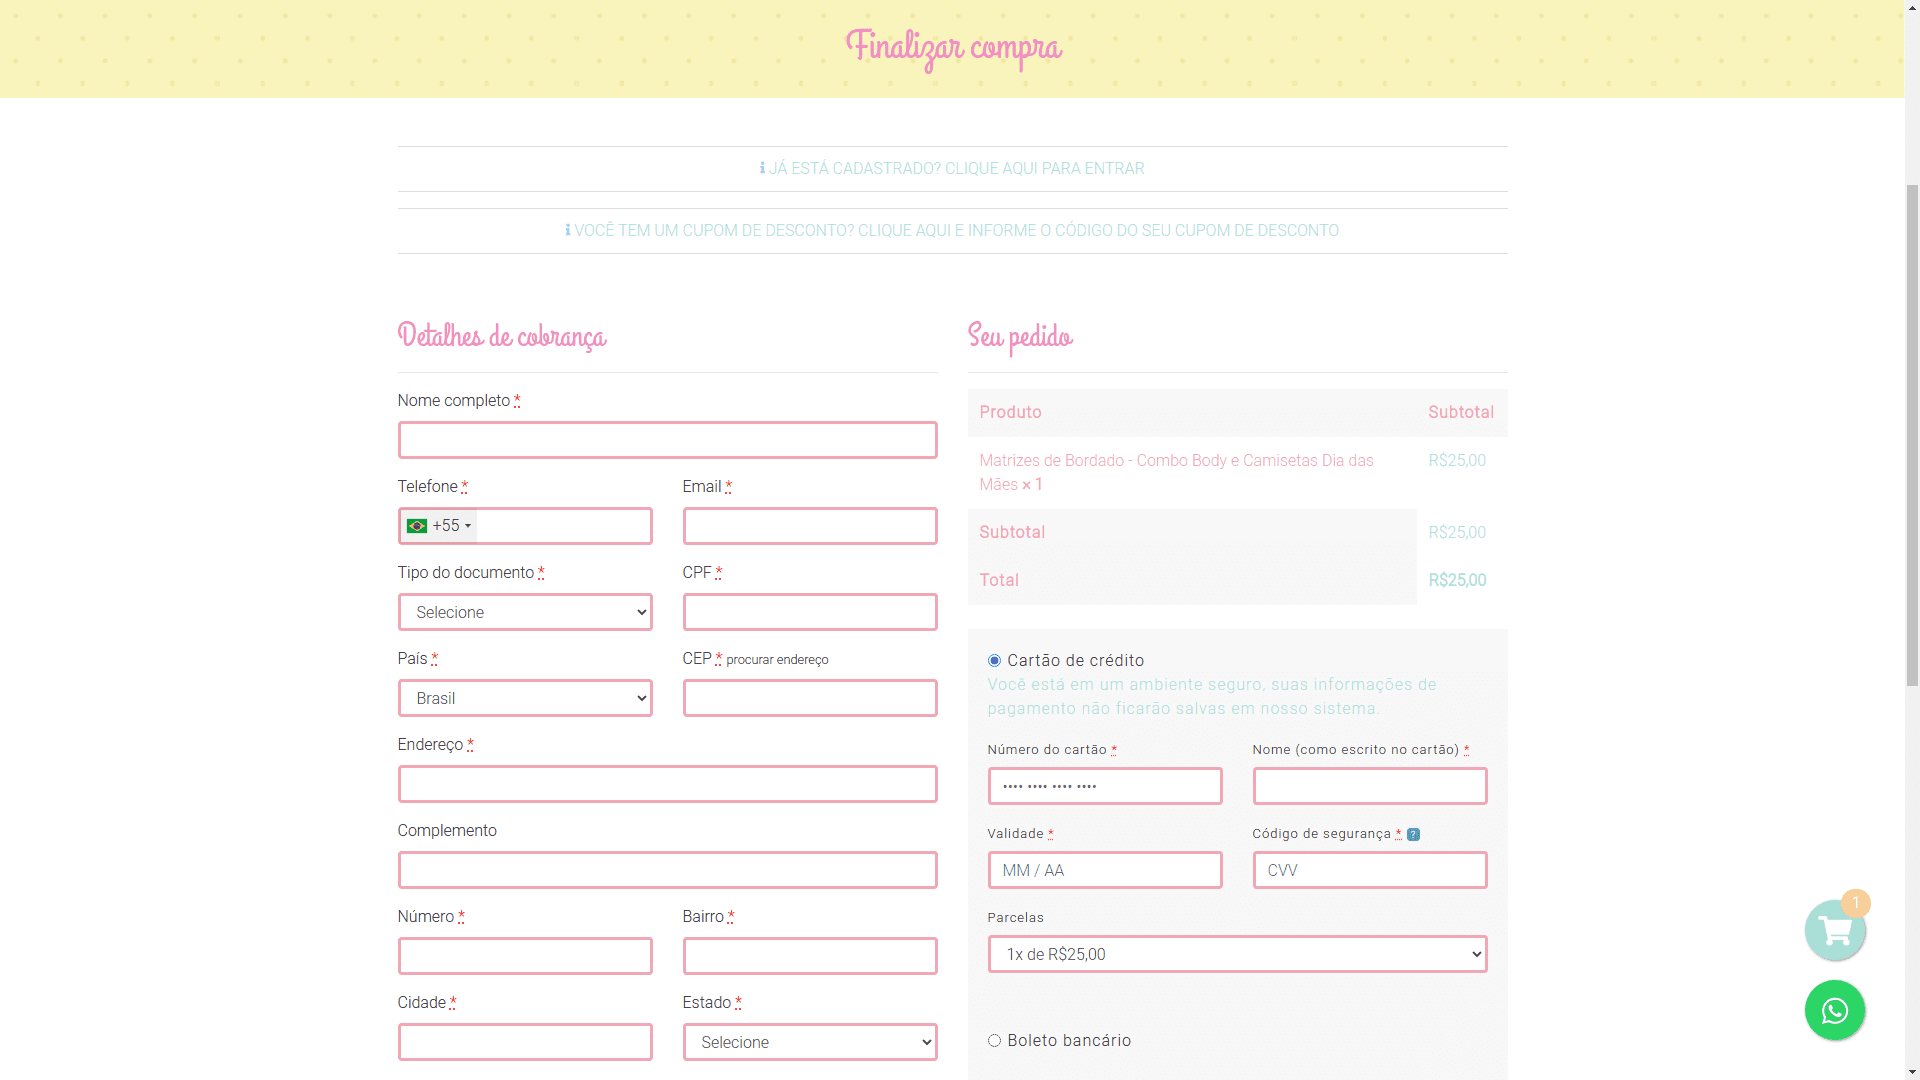 Finalizar compra
JÁ ESTÁ CADASTRADO? CLIQUE AQUI PARA ENTRAR
VOCÊ TEM UM CUPOM DE DESCONTO? CLIQUE AQUI E INFORME O CÓDIGO DO SEU CUPOM DE DESCONTO
Detalhes de cobrança
Nome completo *
Telefone *
Email *
+55
Tipo do documento *
CPF *
Selecione
País *
CEP * procurar endereço
Brasil
Endereço *
Complemento
Número *
Bairro *
Cidade *
Estado *
Selecione
Seu pedido
Produto
Subtotal
Matrizes de Bordado - Combo Body e Camisetas Dia das
Mães × 1
R$25,00
Subtotal
R$25,00
Total
R$25,00
Cartão de crédito
Você está em um ambiente seguro, suas informações de
pagamento não ficarão salvas em nosso sistema.
Número do cartão *
Nome (como escrito no cartão) *
•••• •••• •••• ••••
Validade *
Código de segurança * ?
MM / AA
CVV
Parcelas
1x de R$25,00
Boleto bancário
1